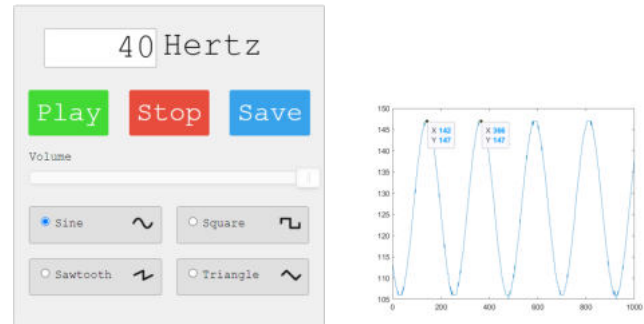 40 Hertz
Play Stop Save
Volume
Sine Square
Sawtooth Triangle
150
145
140
135
130
125
120
115
110
105
X 142
Y 147
X 366
Y 147
0 200 400 600 800 1000